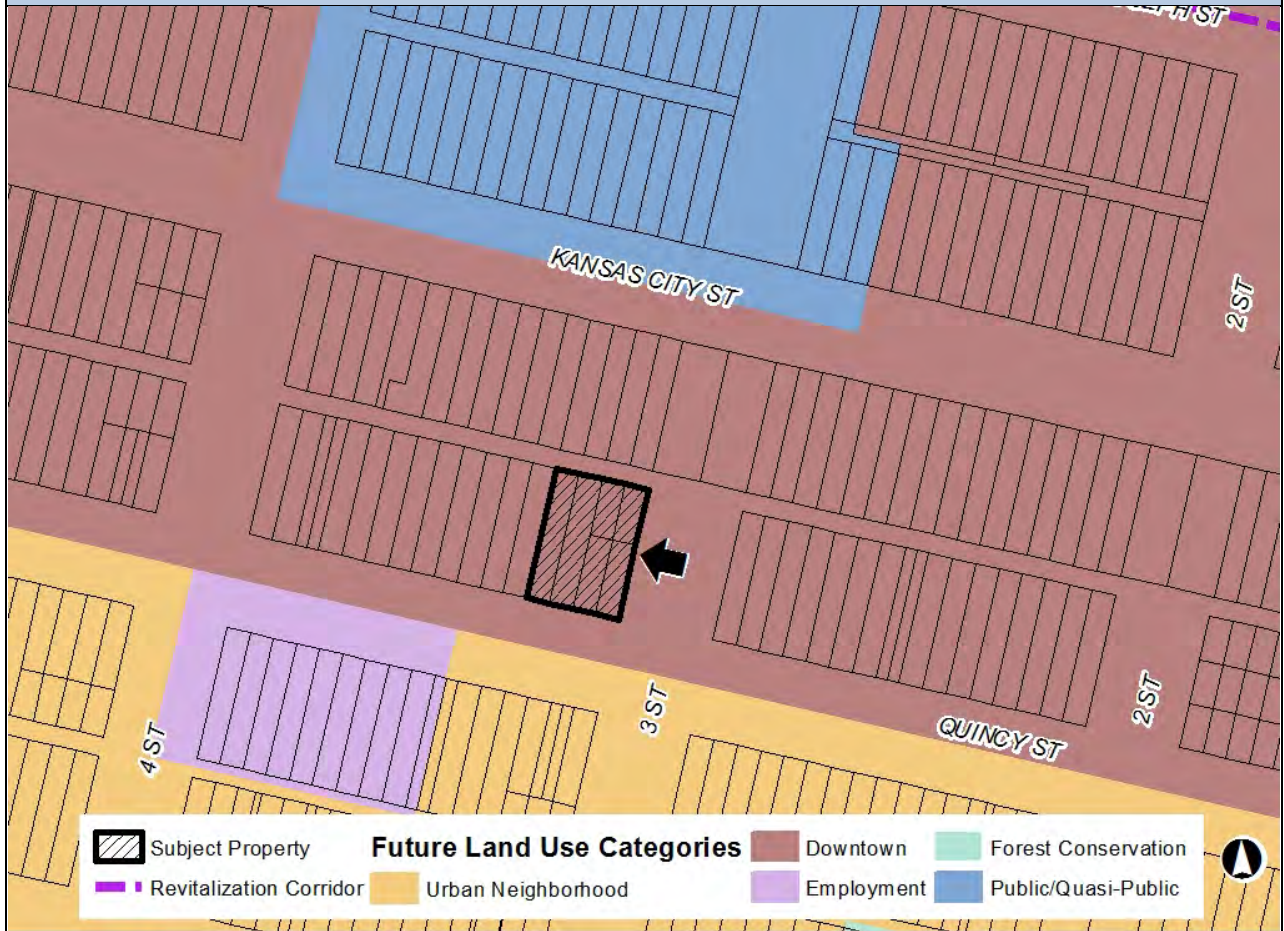 KANSAS CITY ST
2 ST
3 ST
2 ST
QUINCY ST
4 ST
Subject Property
Revitalization Corridor
Future Land Use Categories
Urban Neighborhood
Downtown
Employment
Forest Conservation
Public/Quasi-Public